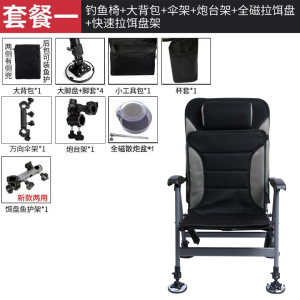 套餐一
钓鱼椅+大背包+伞架+炮台架+全磁拉饵盘
+快速拉饵盘架
两侧有侧兜
后包可装鱼护
大背包*1
大脚盘+脚套*4
小工具包*1
杯套*1
万向伞架*1
炮台架*1
全磁散炮盆*1
新款两用
饵盘鱼护架*1